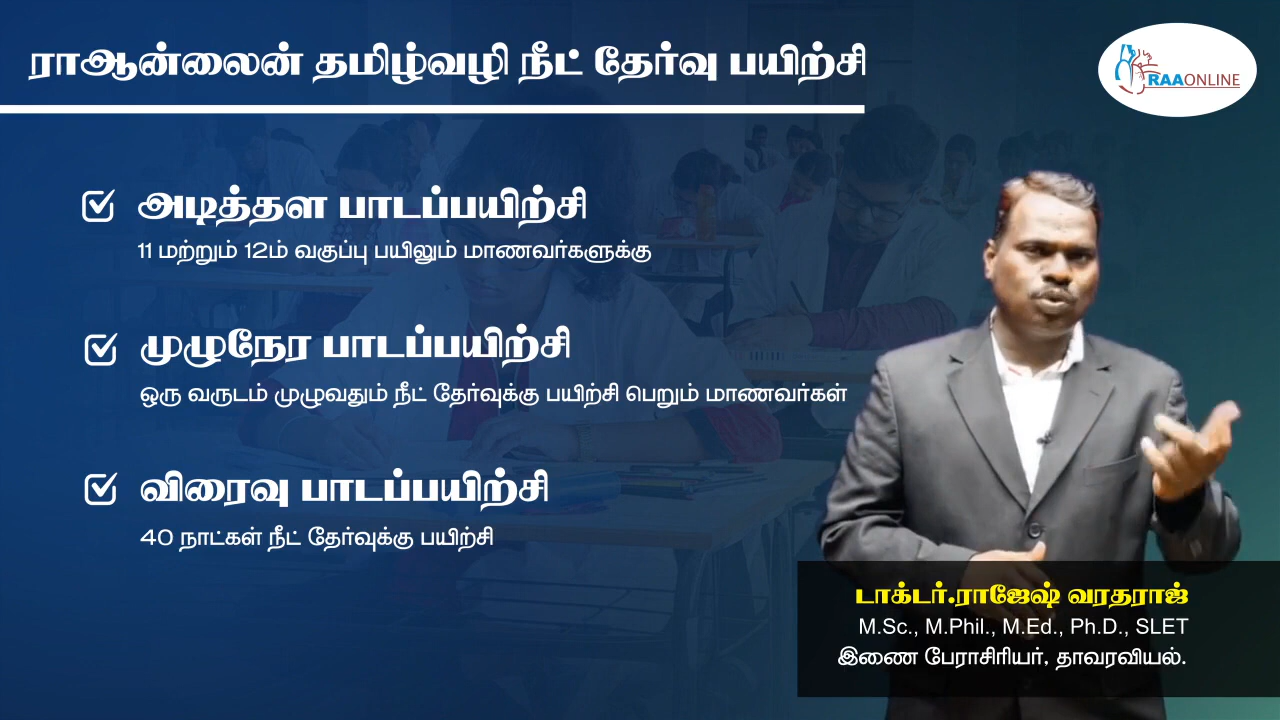 ராஆன்லைன் தமிழ்வழி நீட் தேர்வு பயிற்சி
RAAONLINE
அடித்தள பாடப்பயிற்சி
11 மற்றும் 12ம் வகுப்பு பயிலும் மாணவர்களுக்கு
முழுநேர பாடப்பயிற்சி
ஒரு வருடம் முழுவதும் நீட் தேர்வுக்கு பயிற்சி பெறும் மாணவர்கள்
விரைவு பாடப்பயிற்சி
40 நாட்கள் நீட் தேர்வுக்கு பயிற்சி
டாக்டர்.ராஜேஷ் வரதராஜ்
M.Sc., M.Phil., M.Ed., Ph.D., SLET
இணை பேராசிரியர், தாவரவியல்.